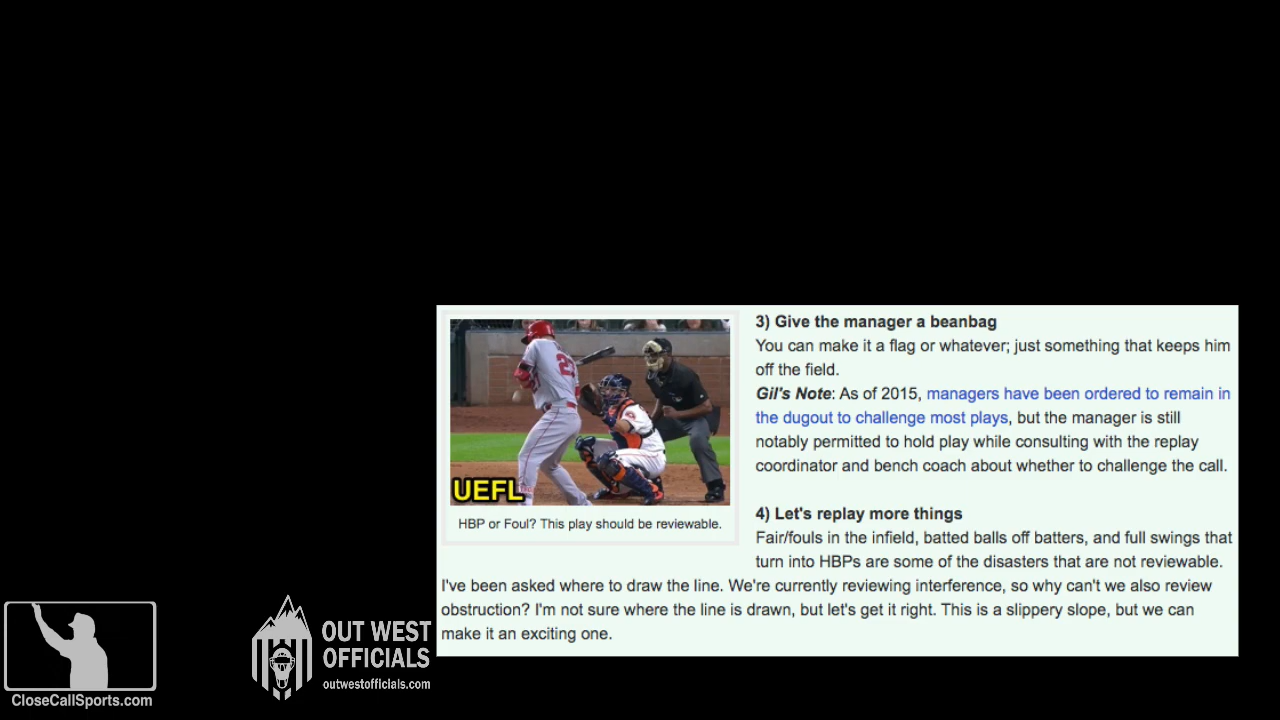 3) Give the manager a beanbag
You can make it a flag or whatever; just something that keeps him
off the field.
Gil's Note: As of 2015, managers have been ordered to remain in
the dugout to challenge most plays, but the manager is still
notably permitted to hold play while consulting with the replay
coordinator and bench coach about whether to challenge the call.
UEFL
HBP or Foul? This play should be reviewable.
4) Let's replay more things
Fair/fouls in the infield, batted balls off batters, and full swings that
turn into HBPs are some of the disasters that are not reviewable.
I've been asked where to draw the line. We're currently reviewing interference, so why can't we also review
obstruction? I'm not sure where the line is drawn, but let's get it right. This is a slippery slope, but we can
make it an exciting one.
CloseCallSports.com
OUT WEST
OFFICIALS
outwestofficials.com